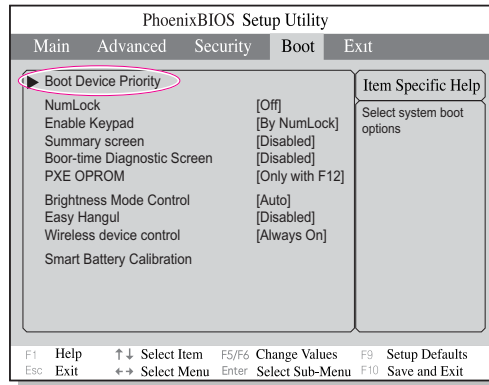 PhoenixBIOS Setup Utility
Main Advanced Security Boot Exit
▶ Boot Device Priority
NumLock [Off]
Enable Keypad [By NumLock]
Summary screen [Disabled]
Boor-time Diagnostic Screen [Disabled]
PXE OPROM [Only with F12]
Brightness Mode Control [Auto]
Easy Hangul [Disabled]
Wireless device control [Always On]
Smart Battery Calibration
Item Specific Help
Select system boot
options
F1 Help ↑↓ Select Item F5/F6 Change Values F9 Setup Defaults
Esc Exit ←→ Select Menu Enter Select Sub-Menu F10 Save and Exit